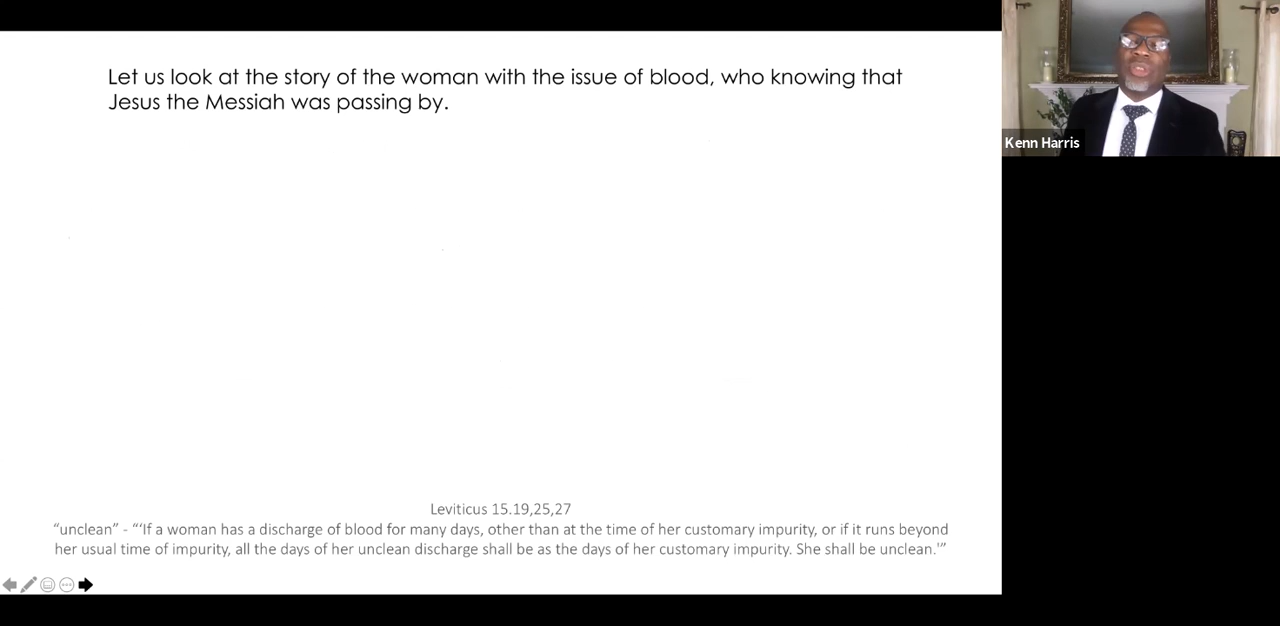 Let us look at the story of the woman with the issue of blood, who knowing that
Jesus the Messiah was passing by.
Kenn Harris
Leviticus 15.19,25,27
“unclean” - “‘If a woman has a discharge of blood for many days, other than at the time of her customary impurity, or if it runs beyond
her usual time of impurity, all the days of her unclean discharge shall be as the days of her customary impurity. She shall be unclean.'”